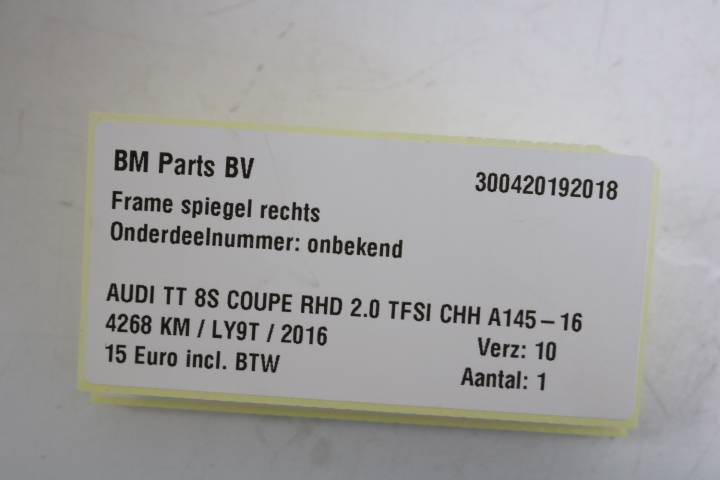 BM Parts BV 300420192018
Frame spiegel rechts
Onderdeelnummer: onbekend
AUDI TT 8S COUPE RHD 2.0 TFSI CHH A145-16
4268 KM / LY9T / 2016 Verz: 10
15 Euro incl. BTW Aantal: 1